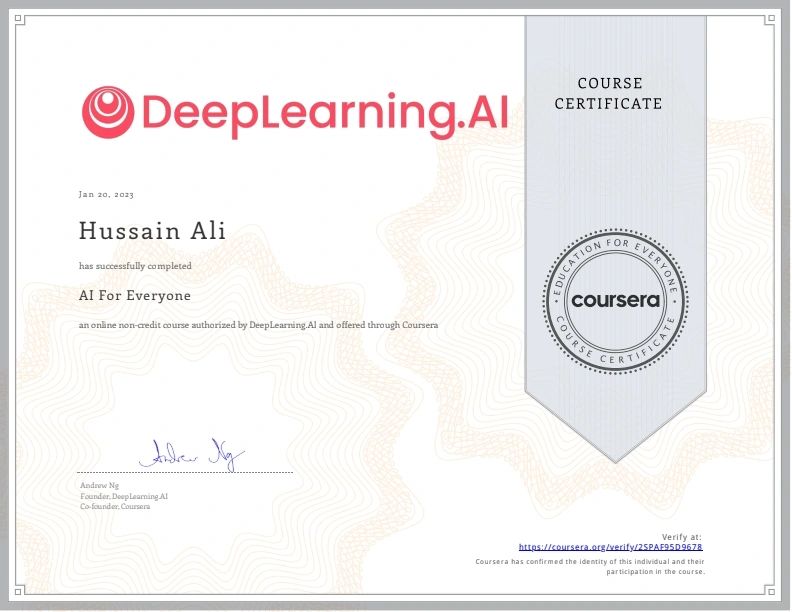 DeepLearning.AI
COURSE
CERTIFICATE
Jan 20, 2023
Hussain Ali
has successfully completed
AI For Everyone
an online non-credit course authorized by DeepLearning.AI and offered through Coursera
EDUCATION FOR EVERYONE
coursera
COURSE CERTIFICATE
Andrew Ng
Andrew Ng
Founder, DeepLearning.AI
Co-founder, Coursera
Verify at:
https://coursera.org/verify/2SPAF95D9678
Coursera has confirmed the identity of this individual and their
participation in the course.